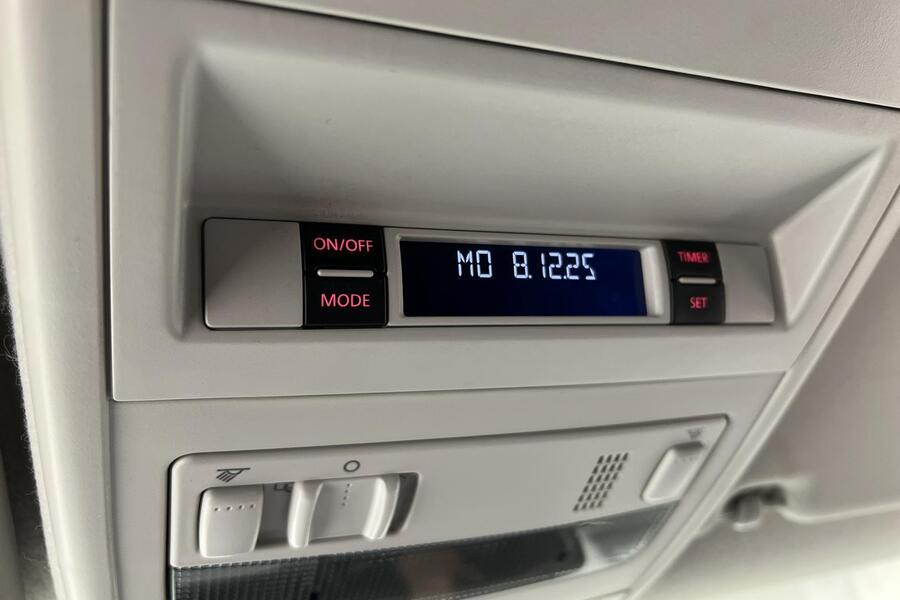 ON/OFF
MODE
MO 8.12.25
TIMER
SET